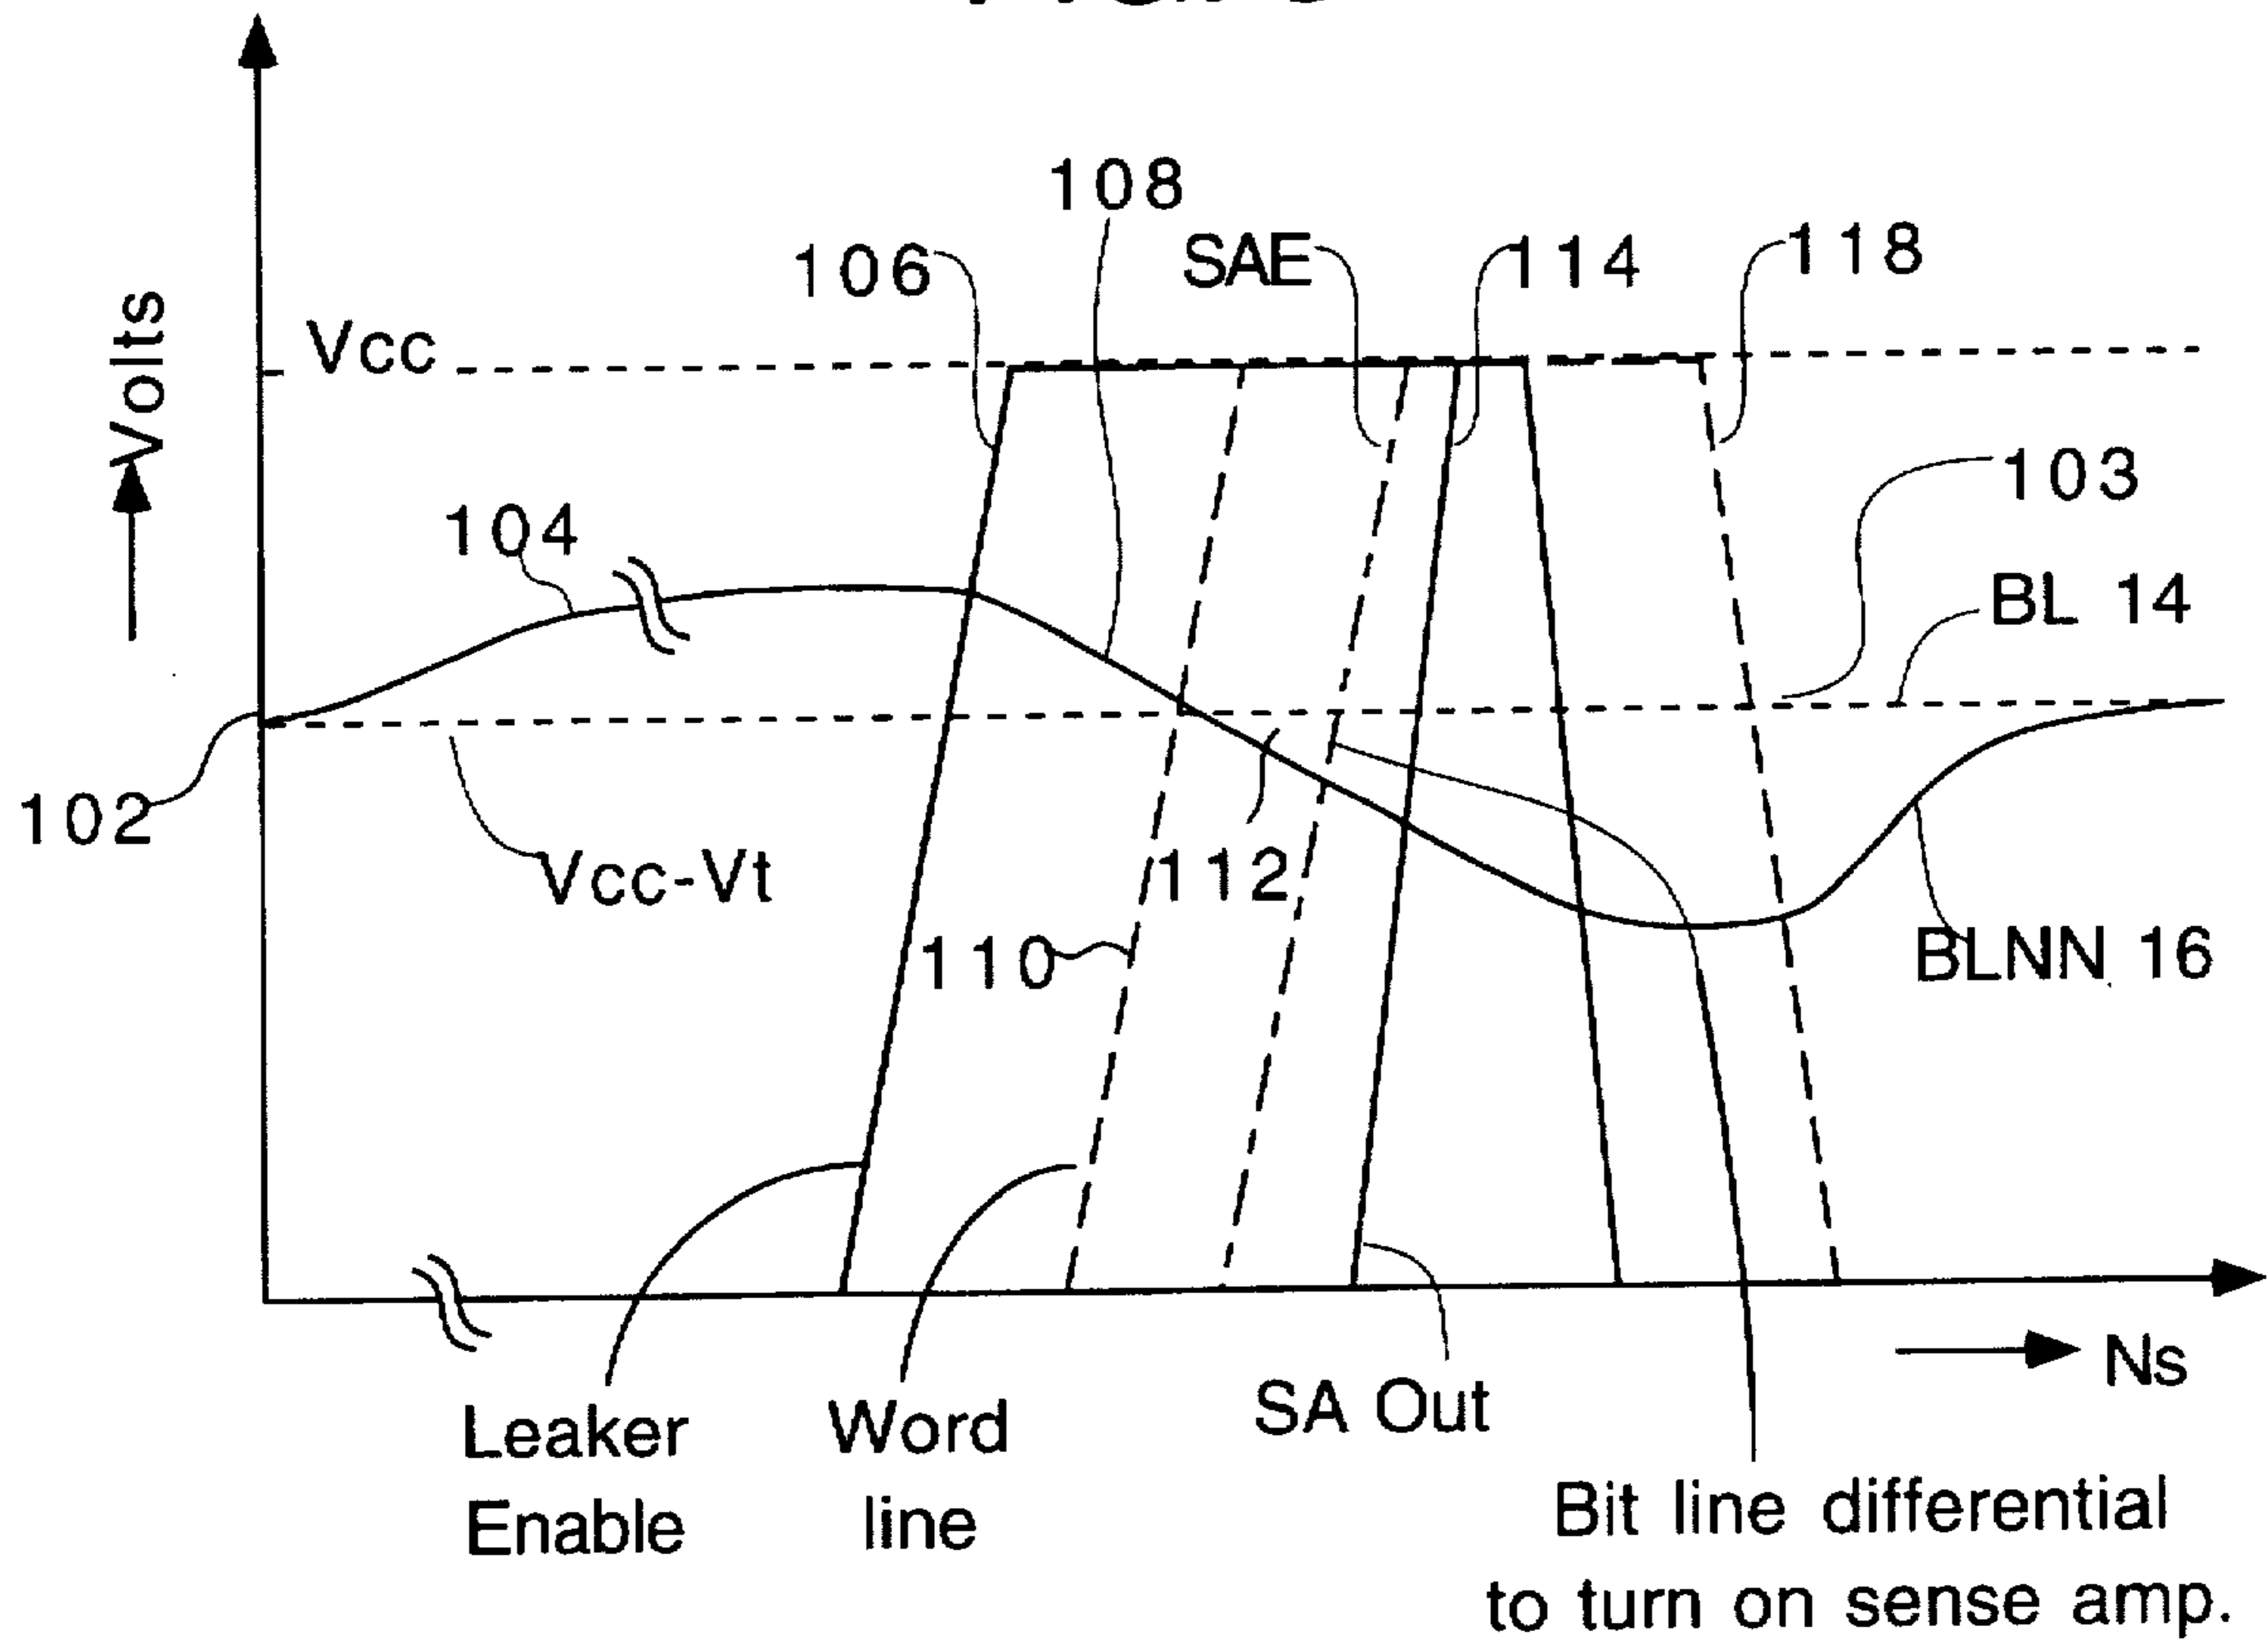 108
106
SAE
114
118
Vcc
Volts
103
104
BL 14
102
Vcc-Vt
112
110
BLNN 16
Ns
Leaker
Enable
Word
line
SA Out
Bit line differential
to turn on sense amp.